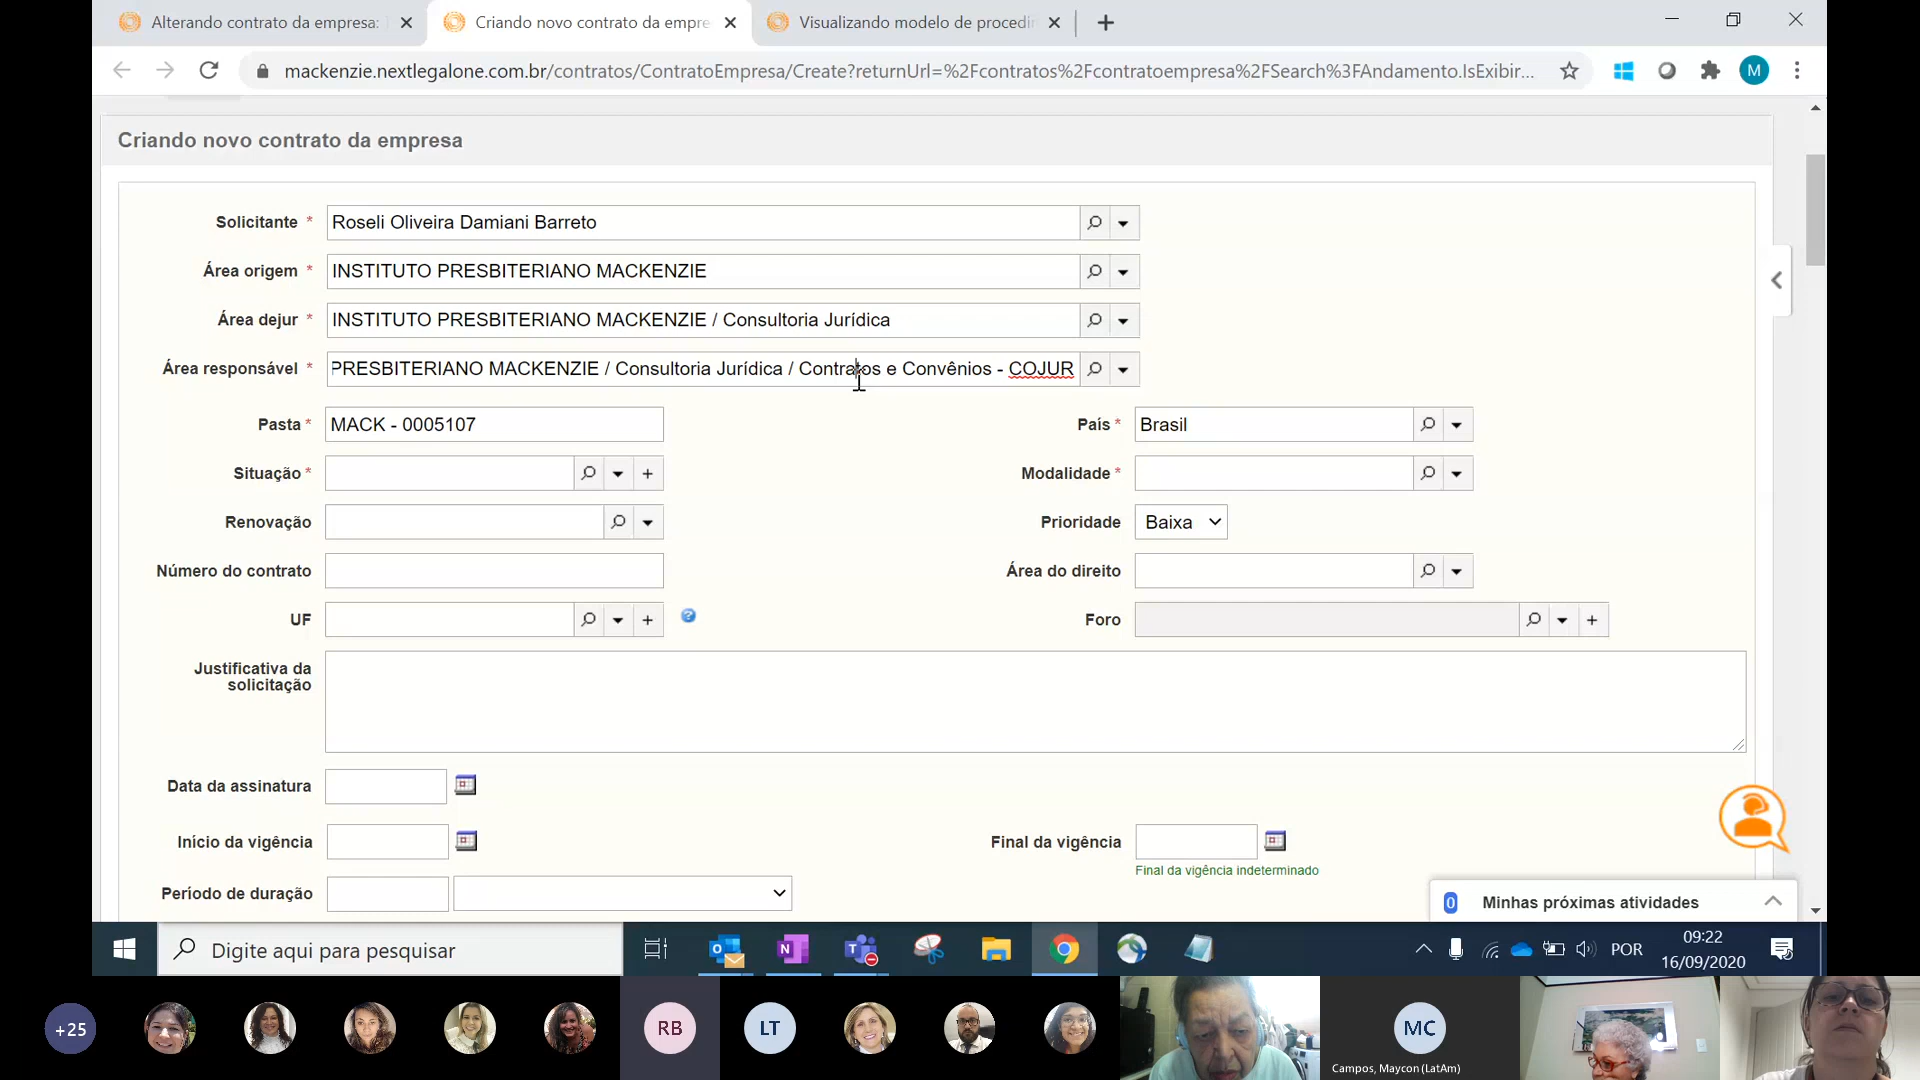 Alterando contrato da empresa:
Criando novo contrato da empre
Visualizando modelo de procedi
mackenzie.nextlegalone.com.br/contratos/ContratoEmpresa/Create?returnUrl=%2Fcontratos%2Fcontratoempresa%2FSearch%3FAndamento.IsExibir...
M
Criando novo contrato da empresa
Solicitante * Roseli Oliveira Damiani Barreto
Área origem * INSTITUTO PRESBITERIANO MACKENZIE
Área dejur * INSTITUTO PRESBITERIANO MACKENZIE / Consultoria Jurídica
Área responsável * PRESBITERIANO MACKENZIE / Consultoria Jurídica / Contratos e Convênios - COJUR
Pasta * MACK - 0005107
País * Brasil
Situação *
Modalidade *
Renovação
Prioridade Baixa
Número do contrato
Área do direito
UF
Foro
Justificativa da
solicitação
Data da assinatura
Início da vigência
Final da vigência
Final da vigência indeterminado
Período de duração
0 Minhas próximas atividades
Digite aqui para pesquisar
POR
09:22
16/09/2020
+25
RB
LT
MC
Campos, Maycon (LatAm)